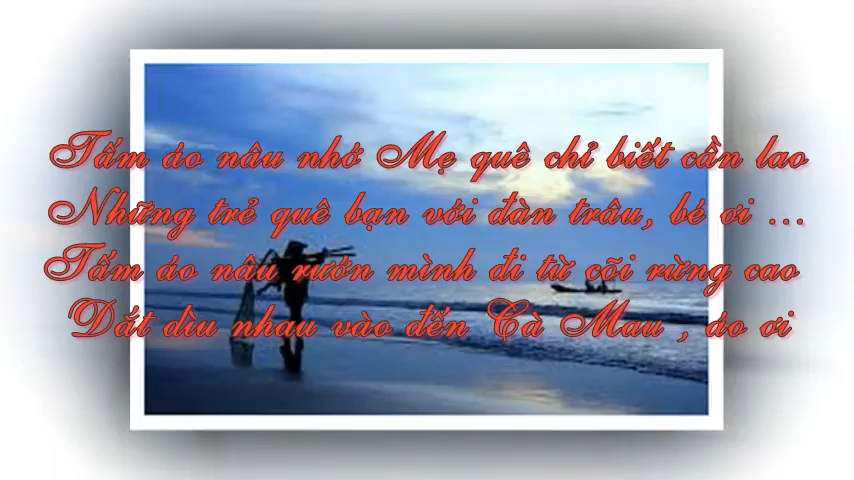 Tấm áo nâu nhớ Mẹ quê chỉ biết cần lao
Những trẻ quê bạn với đàn trâu, bé ơi ...
Tấm áo nâu rướn mình đi từ cõi rừng cao
Dắt dìu nhau vào đến Cà Mau , áo ơi